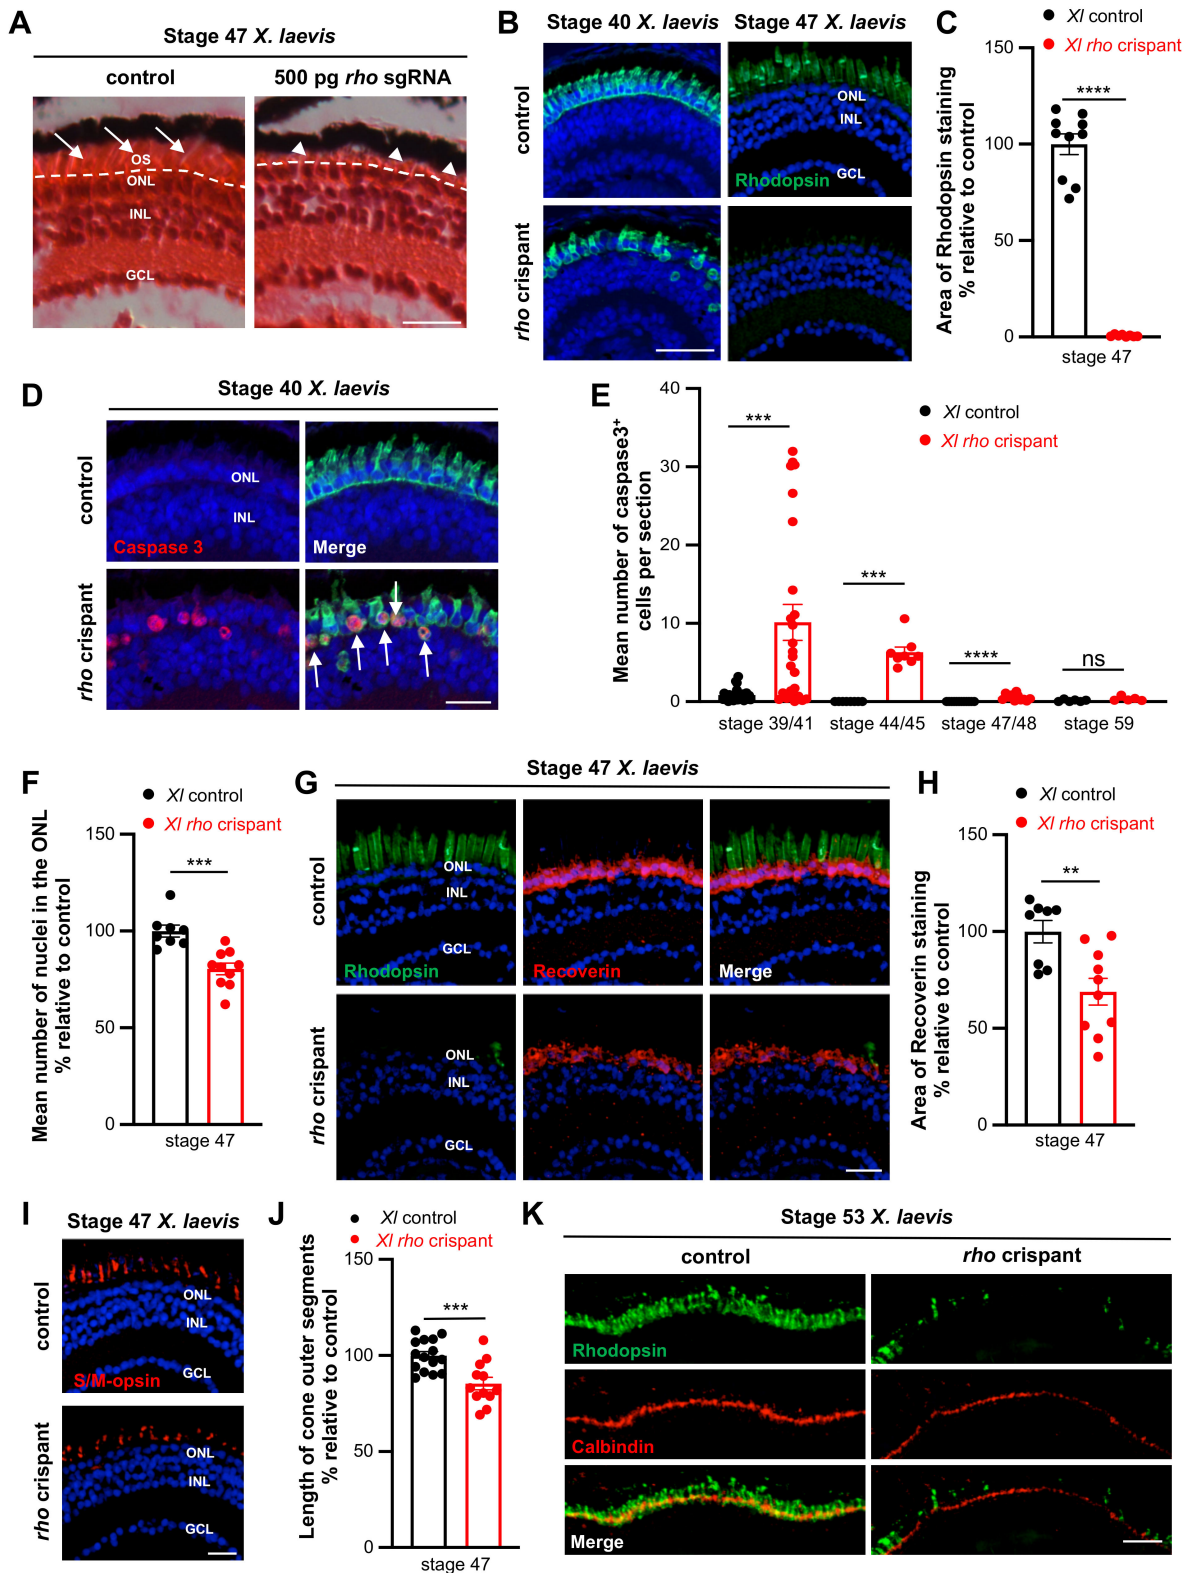 A
Stage 47 X. laevis
control
500 pg rho sgRNA
OS
ONL
INL
GCL
B
Stage 40 X. laevis
Stage 47 X. laevis
control
rho crispant
ONL
INL
GCL
Rhodopsin
C
Xl control
Xl rho crispant
Area of Rhodopsin staining
% relative to control
150
100
50
0
****
stage 47
D
Stage 40 X. laevis
control
rho crispant
ONL
INL
Caspase 3
Merge
E
Xl control
Xl rho crispant
Mean number of caspase3+
cells per section
40
30
20
10
0
***
***
****
ns
stage 39/41
stage 44/45
stage 47/48
stage 59
F
Xl control
Xl rho crispant
Mean number of nuclei in the ONL
% relative to control
150
100
50
0
***
stage 47
G
Stage 47 X. laevis
control
rho crispant
ONL
INL
GCL
Rhodopsin
Recoverin
Merge
ONL
INL
GCL
H
Xl control
Xl rho crispant
Area of Recoverin staining
% relative to control
150
100
50
0
**
stage 47
I
Stage 47 X. laevis
control
rho crispant
ONL
INL
GCL
S/M-opsin
ONL
INL
GCL
J
Xl control
Xl rho crispant
Length of cone outer segments
% relative to control
150
100
50
0
***
stage 47
K
Stage 53 X. laevis
control
rho crispant
Rhodopsin
Calbindin
Merge